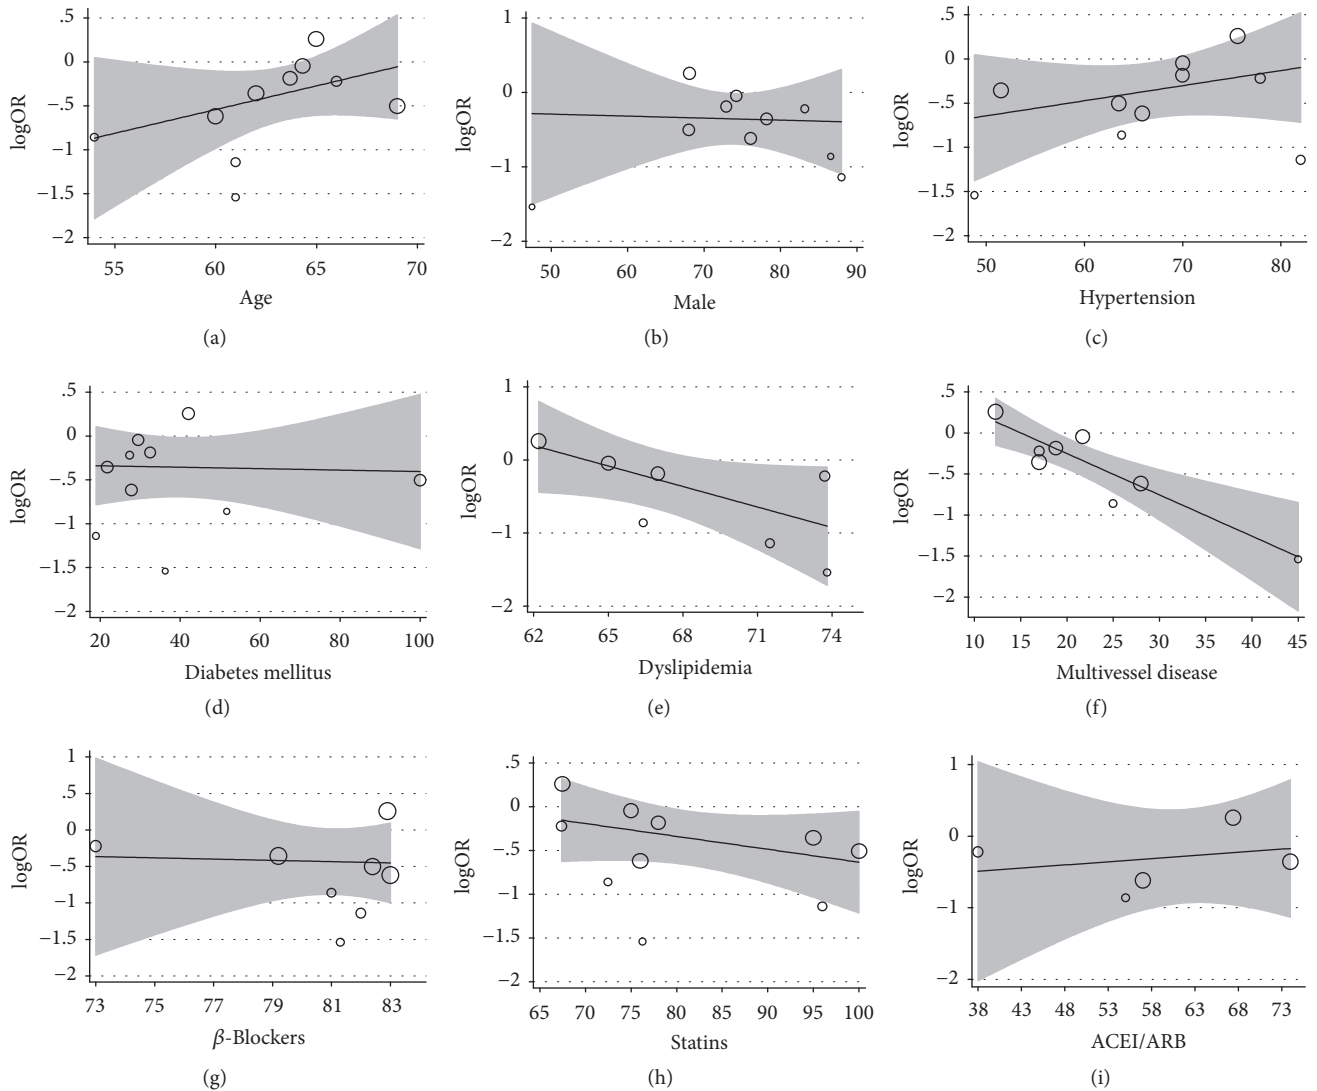 .5
0
−.5
−1
−1.5
−2
logOR
55 60 65 70
Age
(a)
1
0
−1
−2
logOR
50 60 70 80 90
Male
(b)
.5
0
−.5
−1
−1.5
−2
logOR
50 60 70 80
Hypertension
(c)
.5
0
−.5
−1
−1.5
−2
logOR
20 40 60 80 100
Diabetes mellitus
(d)
1
0
−1
−2
logOR
62 65 68 71 74
Dyslipidemia
(e)
.5
0
−.5
−1
−1.5
−2
logOR
10 15 20 25 30 35 40 45
Multivessel disease
(f)
1
.5
0
−.5
−1
−1.5
−2
logOR
73 75 77 79 81 83
β-Blockers
(g)
.5
0
−.5
−1
−1.5
−2
logOR
65 70 75 80 85 90 95 100
Statins
(h)
1
0
−1
−2
logOR
38 43 48 53 58 63 68 73
ACEI/ARB
(i)